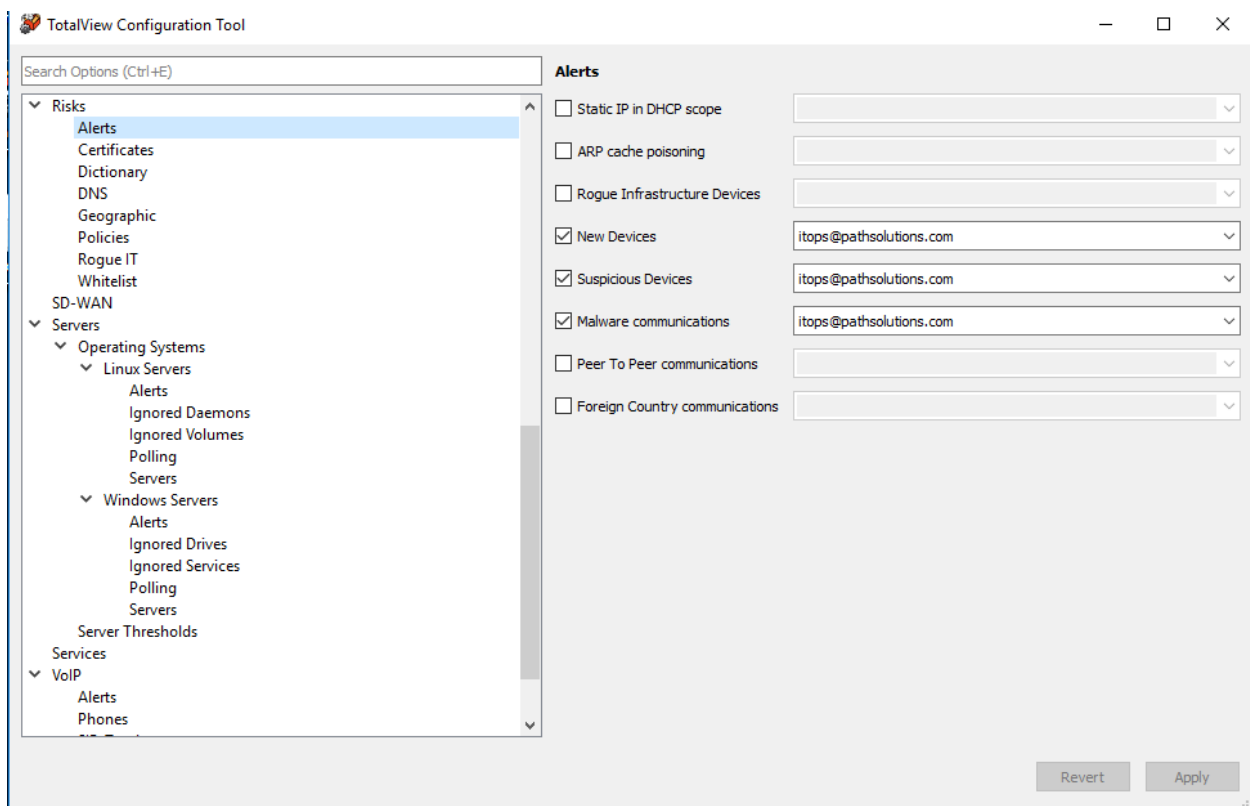 TotalView Configuration Tool
Search Options (Ctrl+E)
Risks
Alerts
Certificates
Dictionary
DNS
Geographic
Policies
Rogue IT
Whitelist
SD-WAN
Servers
Operating Systems
Linux Servers
Alerts
Ignored Daemons
Ignored Volumes
Polling
Servers
Windows Servers
Alerts
Ignored Drives
Ignored Services
Polling
Servers
Server Thresholds
Services
VoIP
Alerts
Phones
Alerts
Static IP in DHCP scope
ARP cache poisoning
Rogue Infrastructure Devices
New Devices itops@pathsolutions.com
Suspicious Devices itops@pathsolutions.com
Malware communications itops@pathsolutions.com
Peer To Peer communications
Foreign Country communications
Revert Apply